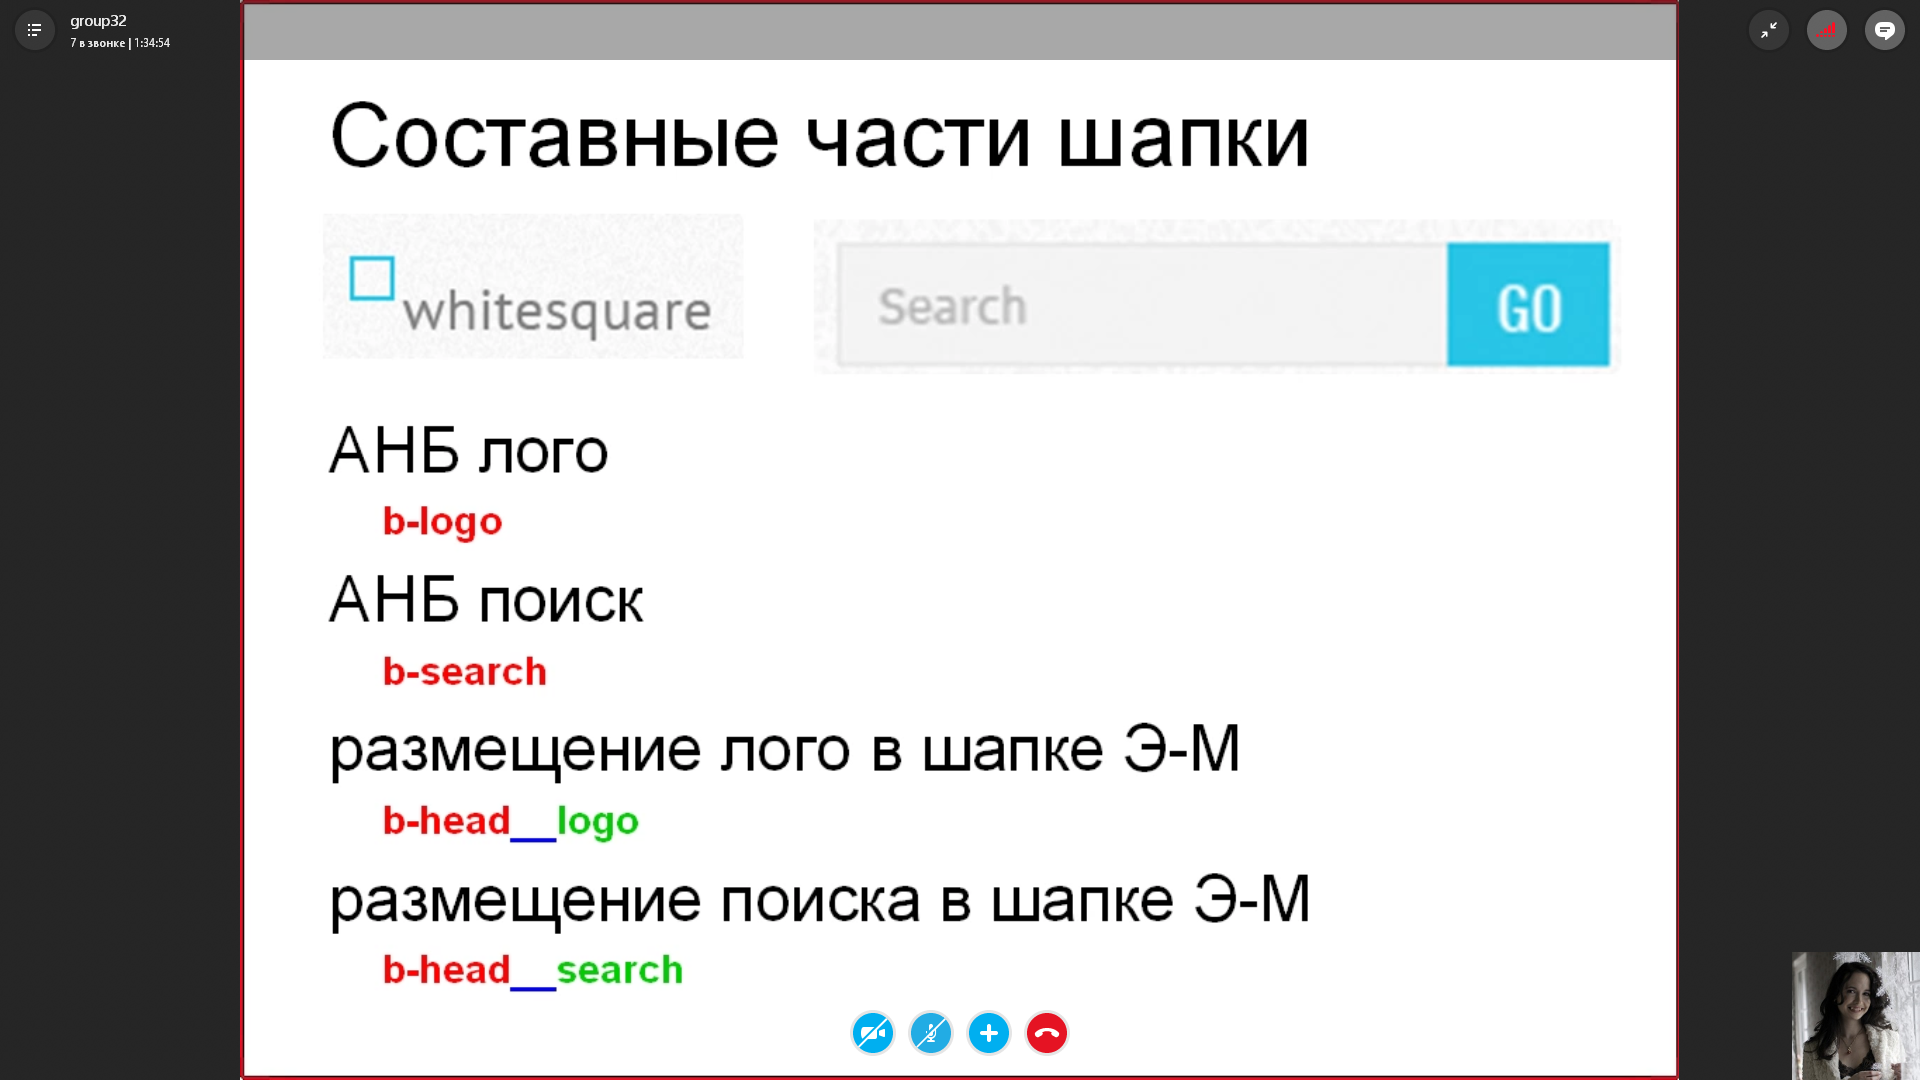 group32
7 в звонке | 1:34:54
Составные части шапки
whitesquare
Search
GO
АНБ лого
b-logo
АНБ поиск
b-search
размещение лого в шапке Э-М
b-head__logo
размещение поиска в шапке Э-М
b-head__search